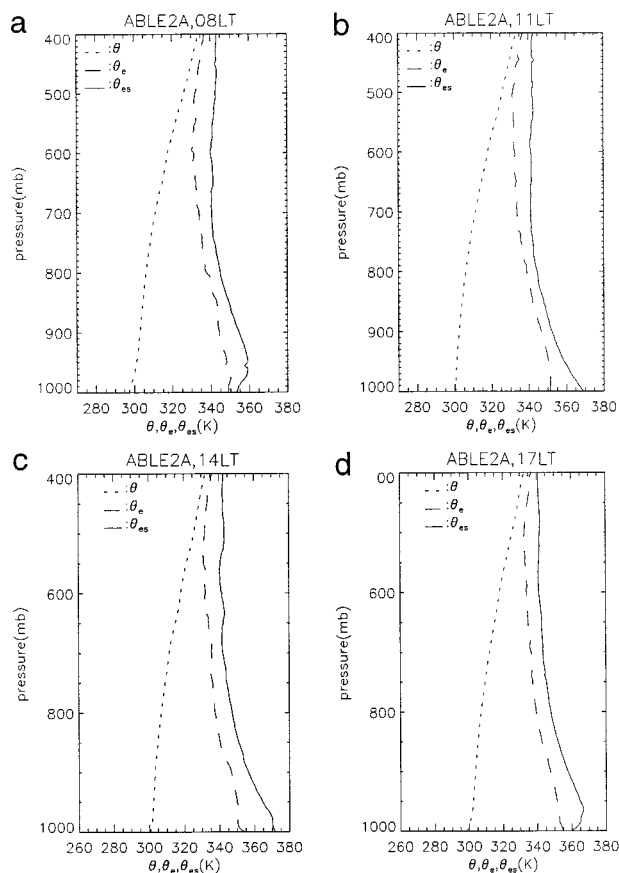 a
ABLE2A,08LT
400
500
600
700
800
900
1000
:θ
:θe
:θes
pressure(mb)
280 300 320 340 360 380
θ,θe,θes(K)
b
ABLE2A,11LT
400
500
600
700
800
900
1000
:θ
:θe
:θes
pressure(mb)
280 300 320 340 360 380
θ,θe,θes(K)
c
ABLE2A,14LT
400
600
800
1000
:θ
:θe
:θes
pressure(mb)
260 280 300 320 340 360 380
θ,θe,θes(K)
d
ABLE2A,17LT
00
600
800
1000
:θ
:θe
:θes
pressure(mb)
260 280 300 320 340 360 380
θ,θe,θes(K)